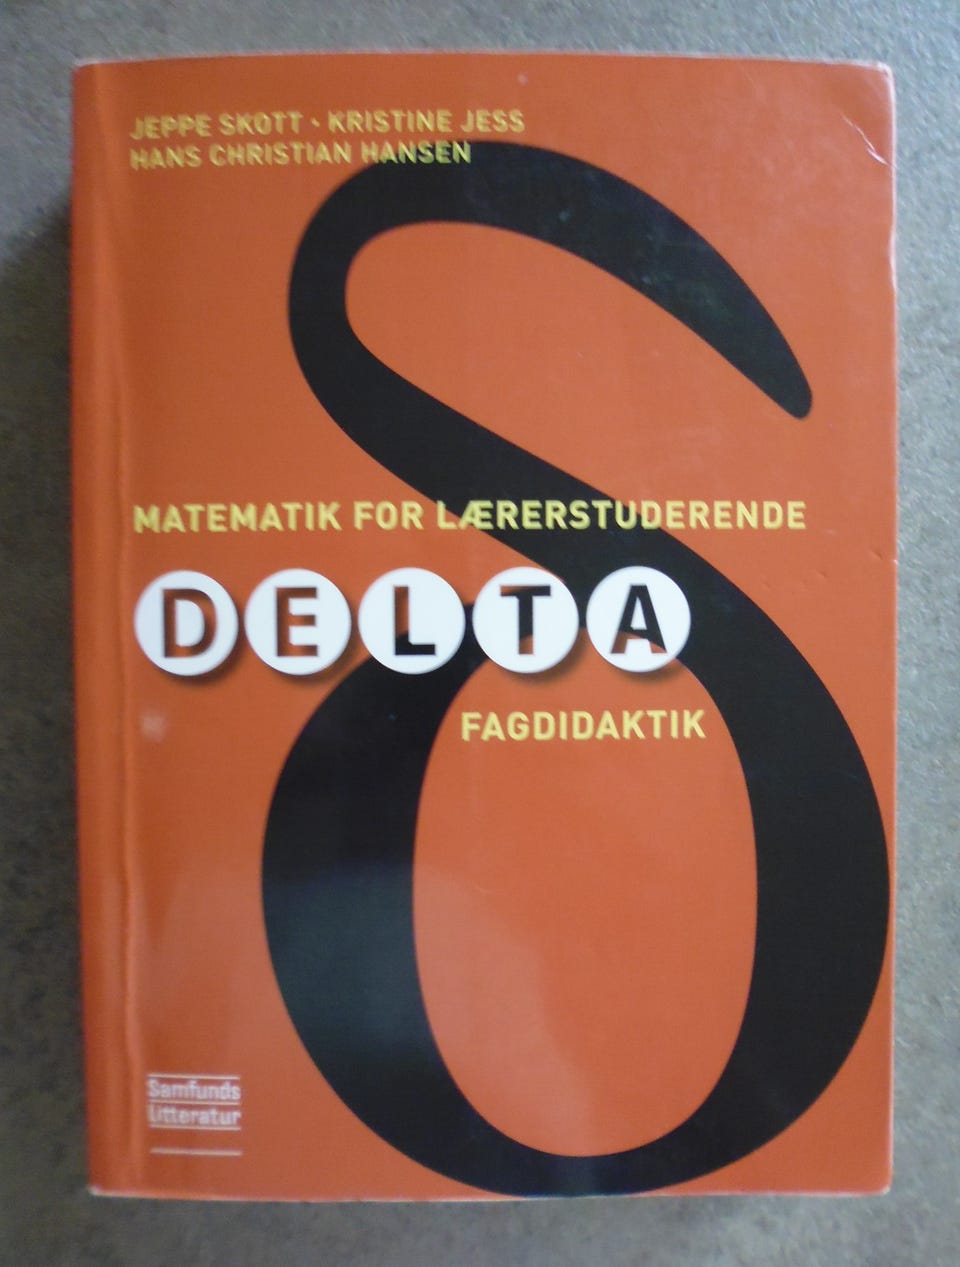 JEPPE SKOTT · KRISTINE JESS
HANS CHRISTIAN HANSEN
MATEMATIK FOR LÆRERSTUDERENDE
DELTA
FAGDIDAKTIK
Samfunds
litteratur